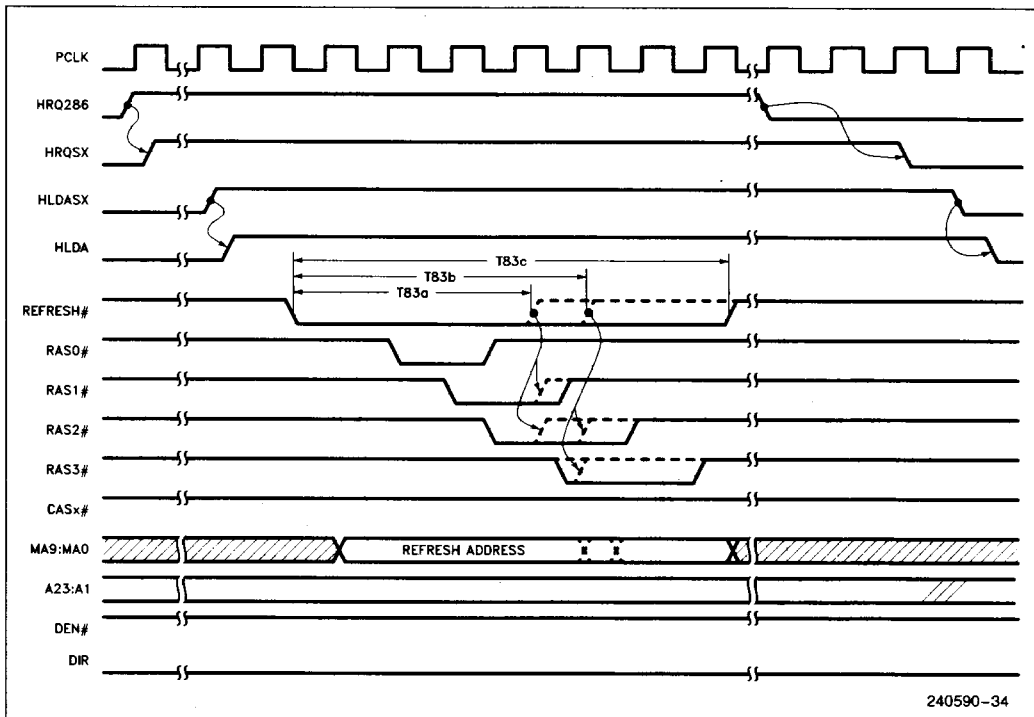 PCLK
HRQ286
HRQSX
HLDASX
HLDA
T83c
T83b
T83a
REFRESH#
RAS0#
RAS1#
RAS2#
RAS3#
CASx#
MA9:MA0
REFRESH ADDRESS
A23:A1
DEN#
DIR
240590-34